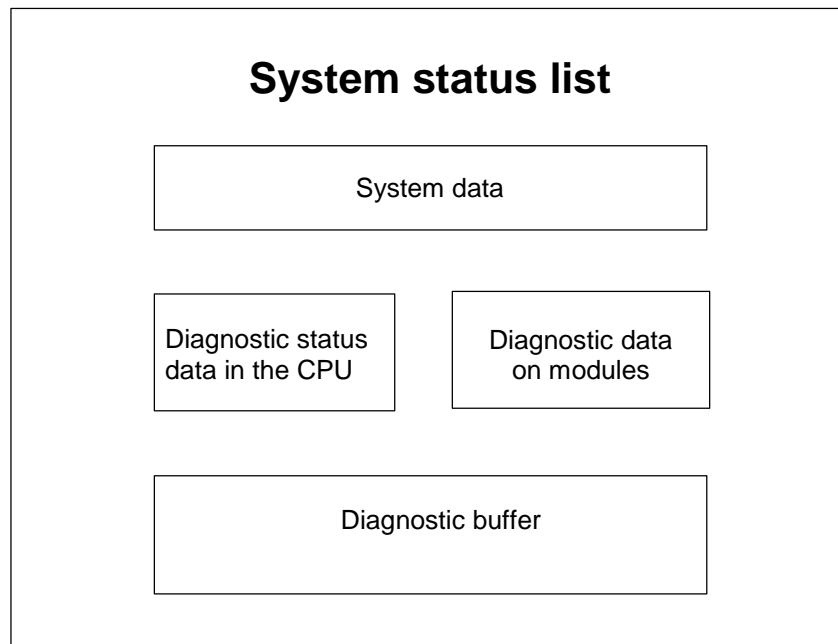 System status list
System data
Diagnostic status
data in the CPU
Diagnostic data
on modules
Diagnostic buffer